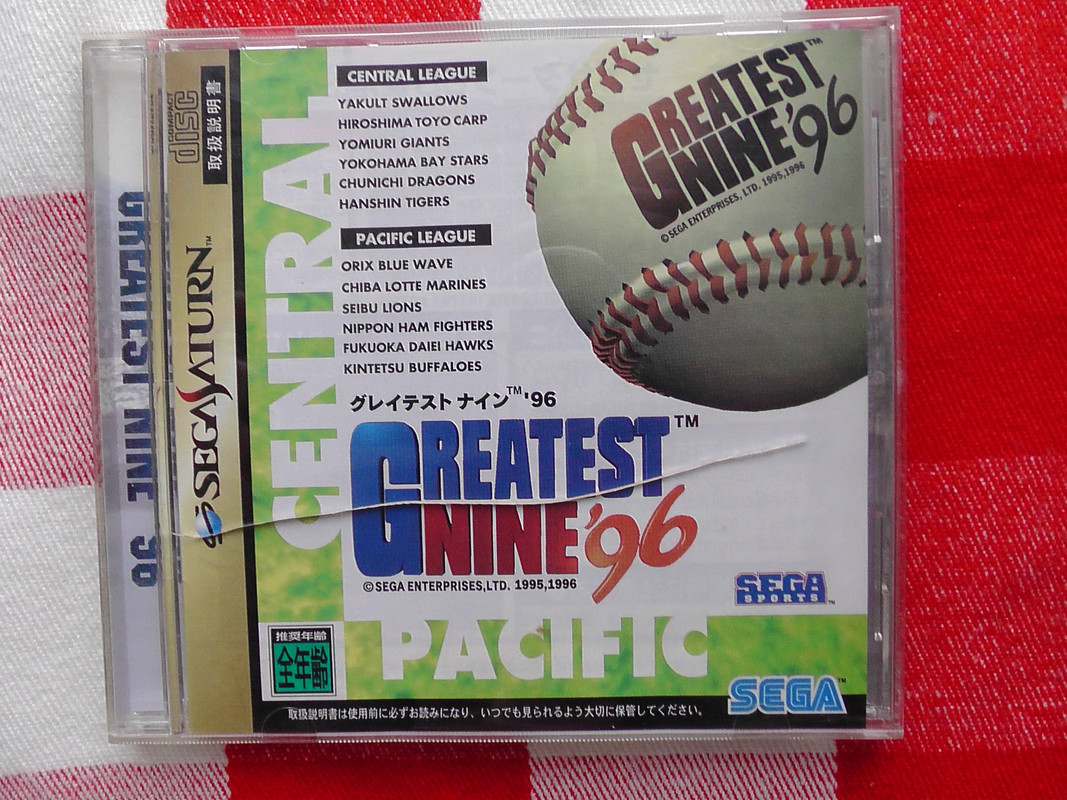 GREATEST NINE '96
COMPACT
disc
取扱説明書
SEGA SATURN™
CENTRAL
CENTRAL LEAGUE
YAKULT SWALLOWS
HIROSHIMA TOYO CARP
YOMIURI GIANTS
YOKOHAMA BAY STARS
CHUNICHI DRAGONS
HANSHIN TIGERS
PACIFIC LEAGUE
ORIX BLUE WAVE
CHIBA LOTTE MARINES
SEIBU LIONS
NIPPON HAM FIGHTERS
FUKUOKA DAIEI HAWKS
KINTETSU BUFFALOES
GREATEST™
NINE'96
©SEGA ENTERPRISES, LTD. 1995,1996
グレイテスト ナイン™'96
GREATEST™
NINE'96
©SEGA ENTERPRISES,LTD. 1995,1996
SEGA
SPORTS™
PACIFIC
推奨年齢
全年齢
SEGA™
取扱説明書は使用前に必ずお読みになり、いつでも見られるよう大切に保管してください。